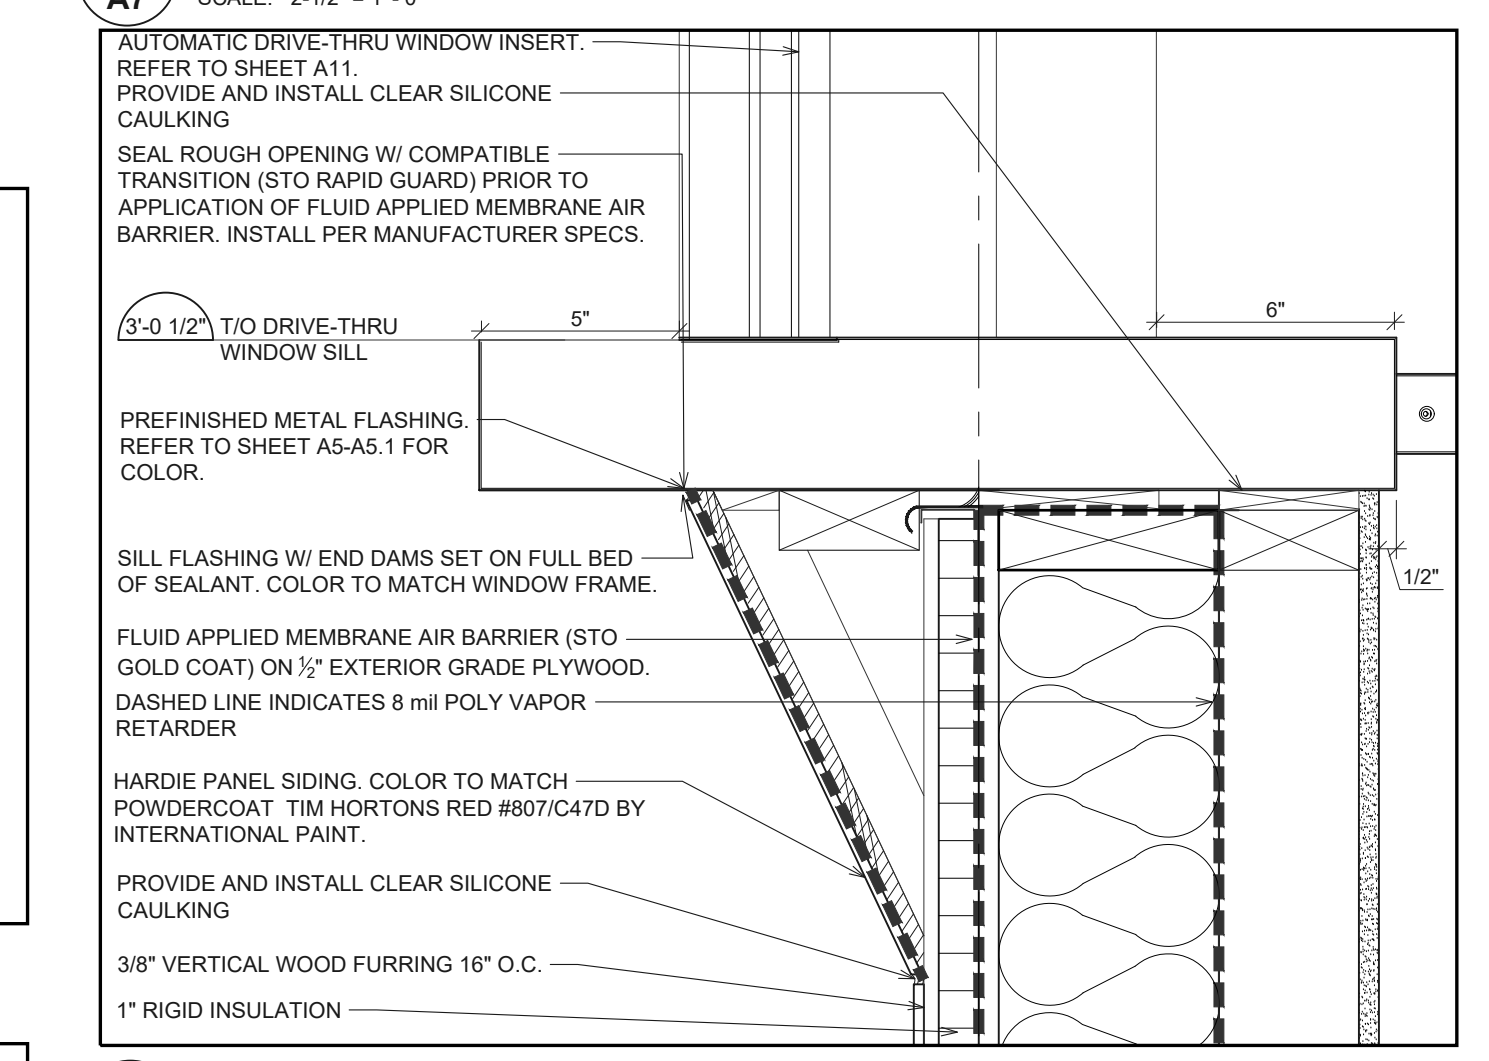 A7
SCALE: 2-1/2" = 1'-0"
AUTOMATIC DRIVE-THRU WINDOW INSERT.
REFER TO SHEET A11.
PROVIDE AND INSTALL CLEAR SILICONE
CAULKING
SEAL ROUGH OPENING W/ COMPATIBLE
TRANSITION (STO RAPID GUARD) PRIOR TO
APPLICATION OF FLUID APPLIED MEMBRANE AIR
BARRIER. INSTALL PER MANUFACTURER SPECS.
5"
6"
3'-0 1/2" T/O DRIVE-THRU
WINDOW SILL
PREFINISHED METAL FLASHING.
REFER TO SHEET A5-A5.1 FOR
COLOR.
SILL FLASHING W/ END DAMS SET ON FULL BED
OF SEALANT. COLOR TO MATCH WINDOW FRAME.
1/2"
FLUID APPLIED MEMBRANE AIR BARRIER (STO
GOLD COAT) ON ½" EXTERIOR GRADE PLYWOOD.
DASHED LINE INDICATES 8 mil POLY VAPOR
RETARDER
HARDIE PANEL SIDING. COLOR TO MATCH
POWDERCOAT TIM HORTONS RED #807/C47D BY
INTERNATIONAL PAINT.
PROVIDE AND INSTALL CLEAR SILICONE
CAULKING
3/8" VERTICAL WOOD FURRING 16" O.C.
1" RIGID INSULATION